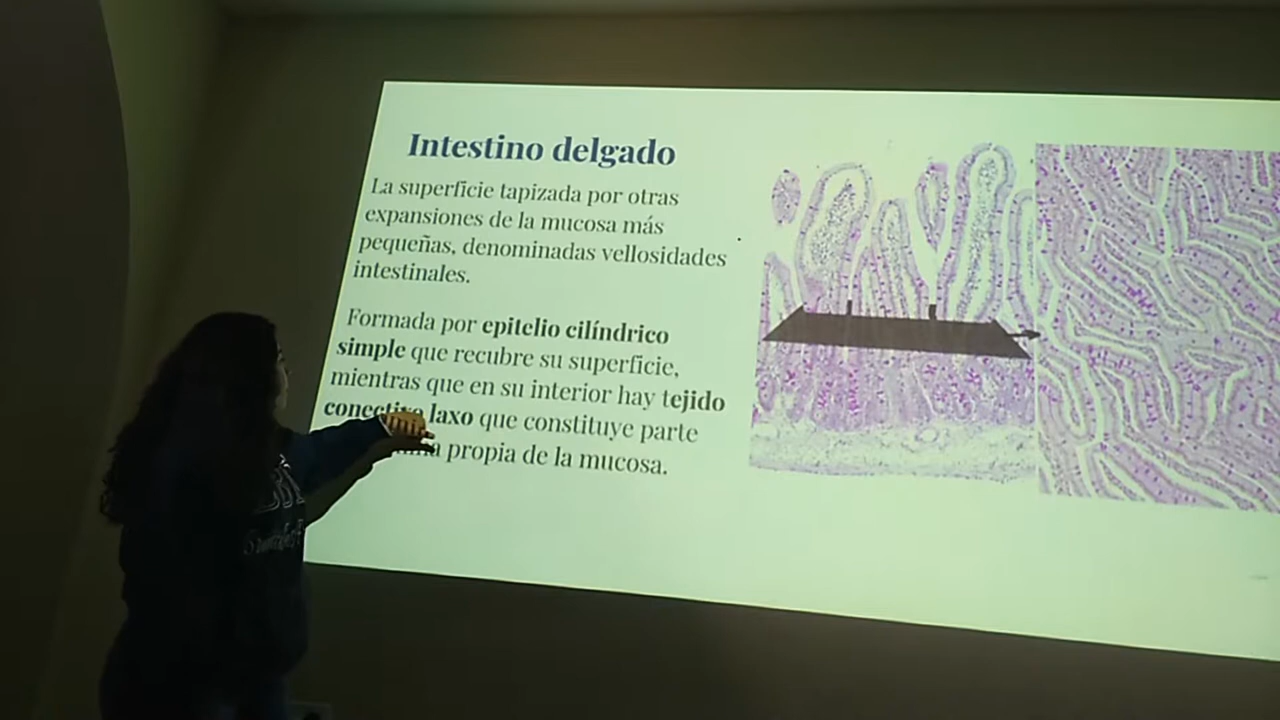 Intestino delgado
La superficie tapizada por otras
expansiones de la mucosa más
pequeñas, denominadas vellosidades
intestinales.
Formada por epitelio cilíndrico
simple que recubre su superficie,
mientras que en su interior hay tejido
conectivo laxo que constituye parte
propia de la mucosa.